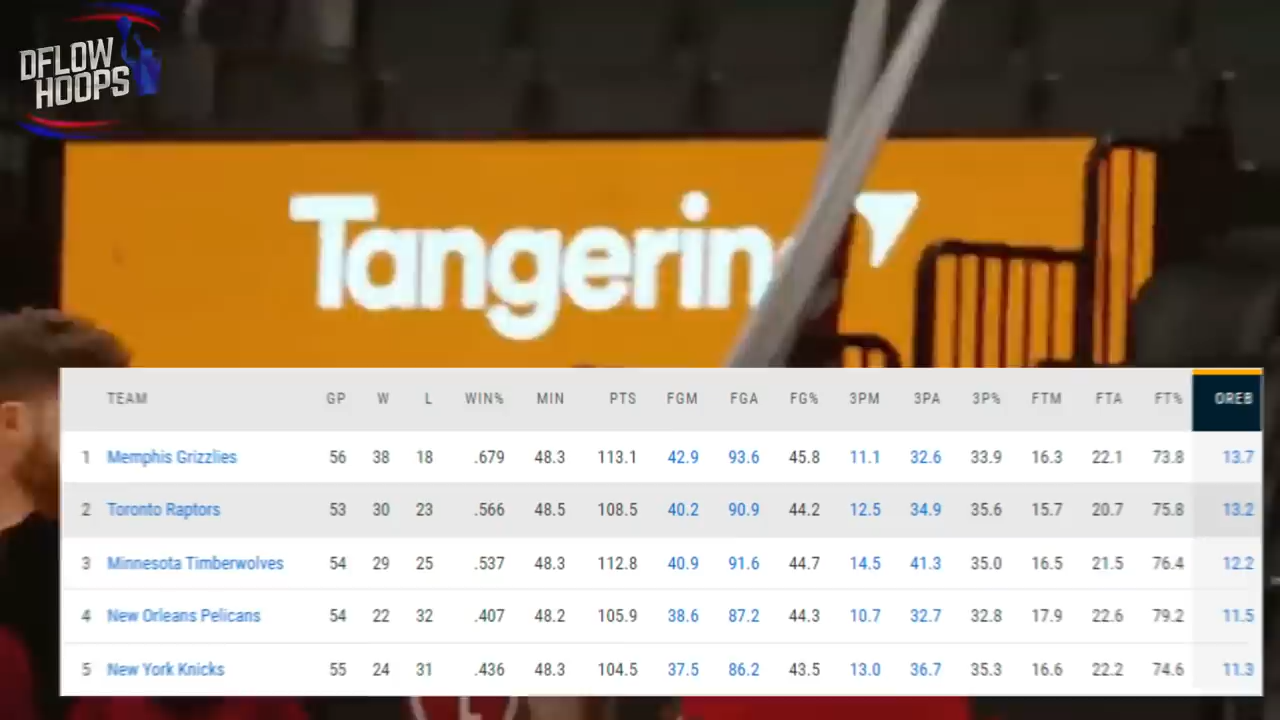 DFLOW
HOOPS
Tangerin
TEAM GP W L WIN% MIN PTS FGM FGA FG% 3PM 3PA 3P% FTM FTA FT% OREB
1 Memphis Grizzlies 56 38 18 .679 48.3 113.1 42.9 93.6 45.8 11.1 32.6 33.9 16.3 22.1 73.8 13.7
2 Toronto Raptors 53 30 23 .566 48.5 108.5 40.2 90.9 44.2 12.5 34.9 35.6 15.7 20.7 75.8 13.2
3 Minnesota Timberwolves 54 29 25 .537 48.3 112.8 40.9 91.6 44.7 14.5 41.3 35.0 16.5 21.5 76.4 12.2
4 New Orleans Pelicans 54 22 32 .407 48.2 105.9 38.6 87.2 44.3 10.7 32.7 32.8 17.9 22.6 79.2 11.5
5 New York Knicks 55 24 31 .436 48.3 104.5 37.5 86.2 43.5 13.0 36.7 35.3 16.6 22.2 74.6 11.3